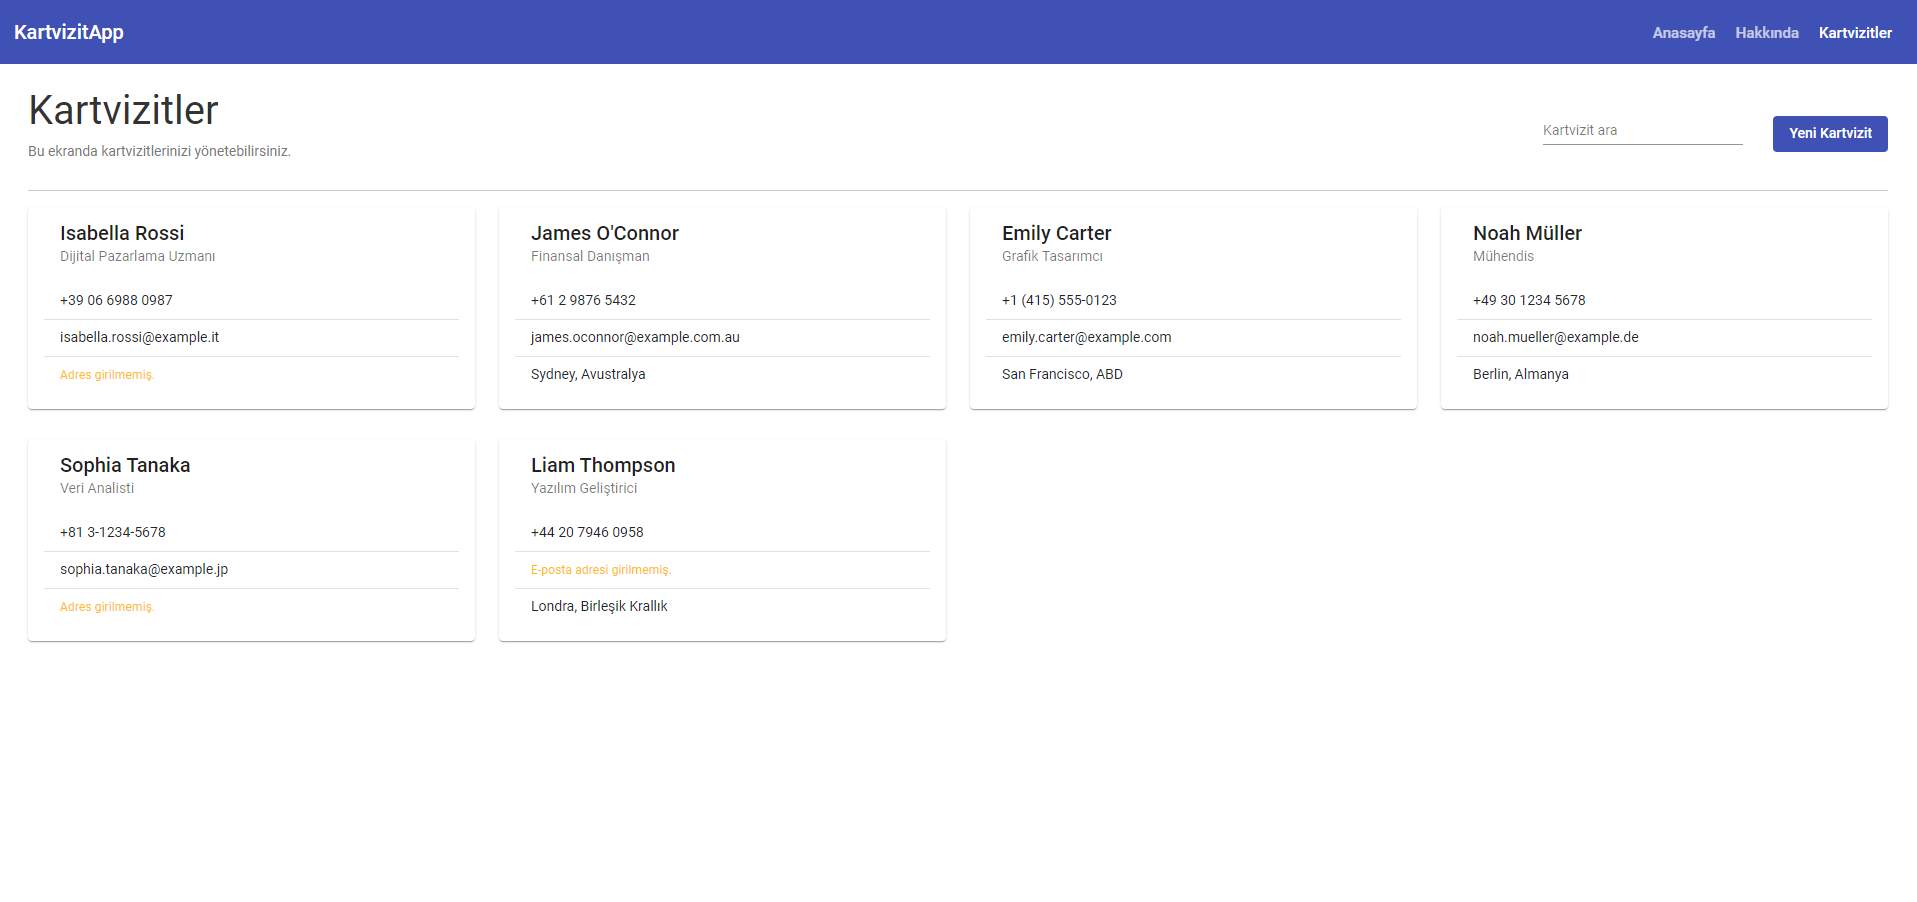 KartvizitApp
Anasayfa Hakkında Kartvizitler
Kartvizitler
Bu ekranda kartvizitlerinizi yönetebilirsiniz.
Kartvizit ara
Yeni Kartvizit
Isabella Rossi
Dijital Pazarlama Uzmanı
+39 06 6988 0987
isabella.rossi@example.it
Adres girilmemiş.
James O'Connor
Finansal Danışman
+61 2 9876 5432
james.oconnor@example.com.au
Sydney, Avustralya
Emily Carter
Grafik Tasarımcı
+1 (415) 555-0123
emily.carter@example.com
San Francisco, ABD
Noah Müller
Mühendis
+49 30 1234 5678
noah.mueller@example.de
Berlin, Almanya
Sophia Tanaka
Veri Analisti
+81 3-1234-5678
sophia.tanaka@example.jp
Adres girilmemiş.
Liam Thompson
Yazılım Geliştirici
+44 20 7946 0958
E-posta adresi girilmemiş.
Londra, Birleşik Krallık